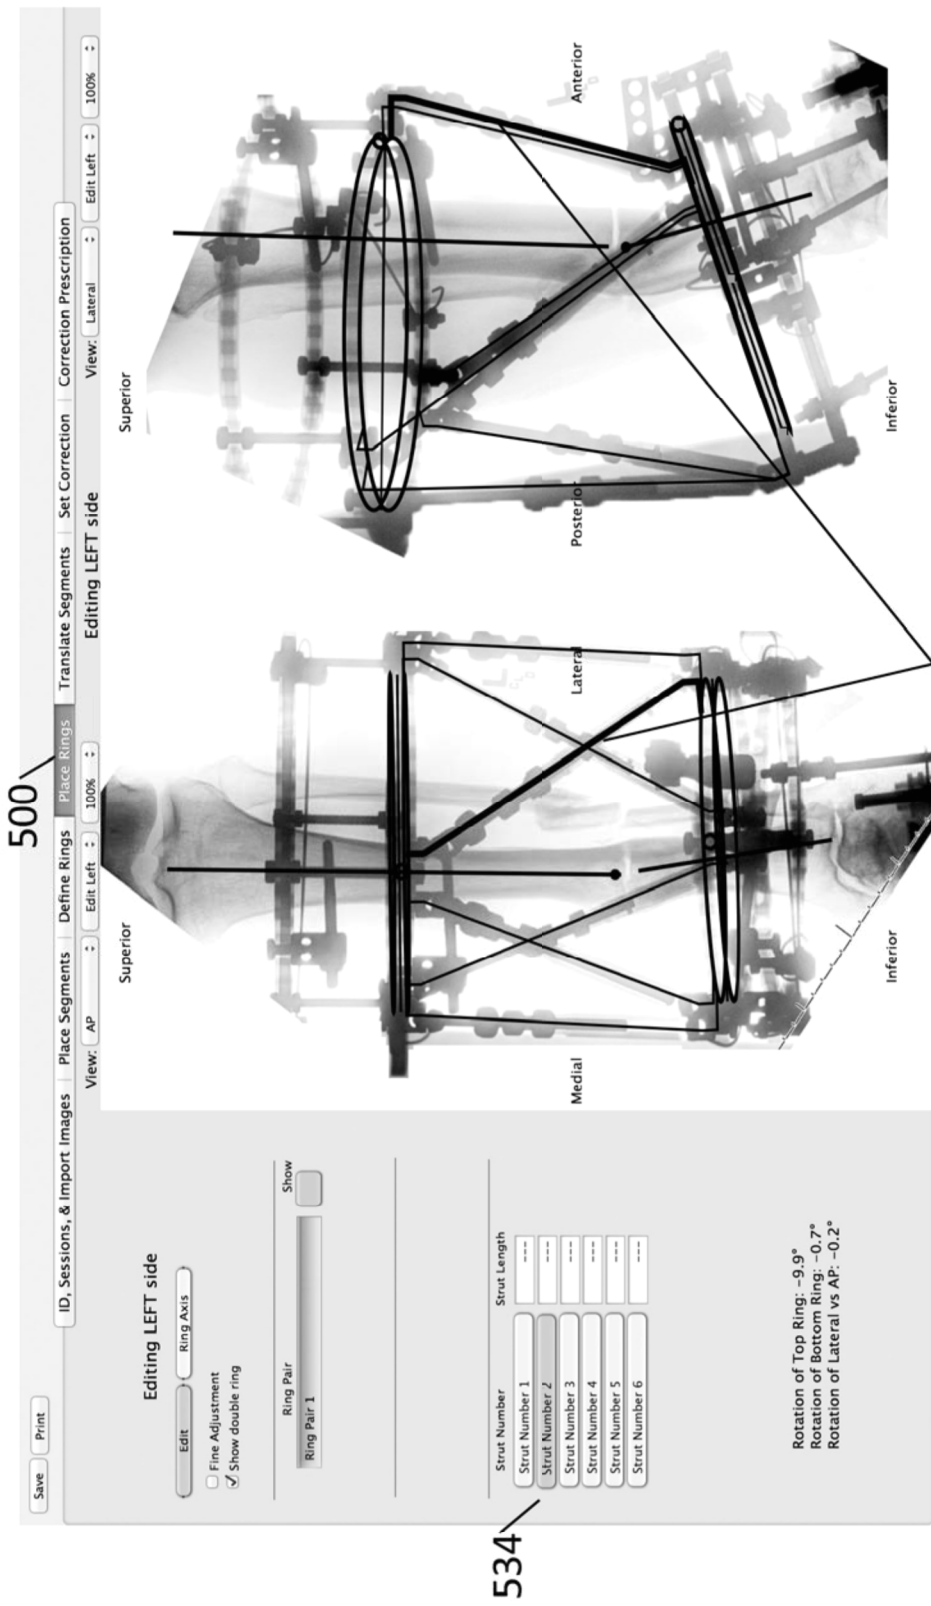 500
534
Save
Print
ID, Sessions, & Import Images
Place Segments
Define Rings
Place Rings
Translate Segments
Set Correction
Correction Prescription
View: AP
Edit Left
100%
Editing LEFT side
View: Lateral
Edit Left
100%
Editing LEFT side
Edit
Ring Axis
Fine Adjustment
Show double ring
Ring Pair
Show
Ring Pair 1
Strut Number
Strut Length
Strut Number 1
---
Strut Number 2
---
Strut Number 3
---
Strut Number 4
---
Strut Number 5
---
Strut Number 6
---
Rotation of Top Ring: -9.9°
Rotation of Bottom Ring: -0.7°
Rotation of Lateral vs AP: -0.2°
Superior
Medial
Lateral
Inferior
Superior
Posterior
Anterior
Inferior